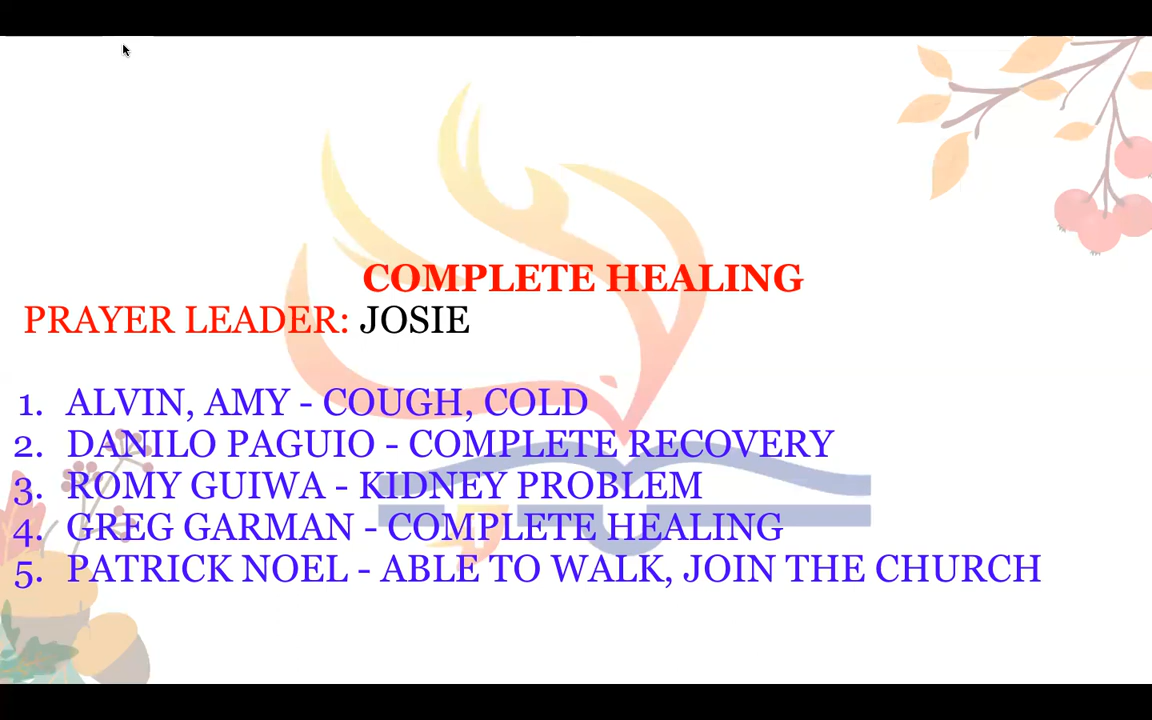 COMPLETE HEALING
PRAYER LEADER: JOSIE
1. ALVIN, AMY - COUGH, COLD
2. DANILO PAGUIO - COMPLETE RECOVERY
3. ROMY GUIWA - KIDNEY PROBLEM
4. GREG GARMAN - COMPLETE HEALING
5. PATRICK NOEL - ABLE TO WALK, JOIN THE CHURCH